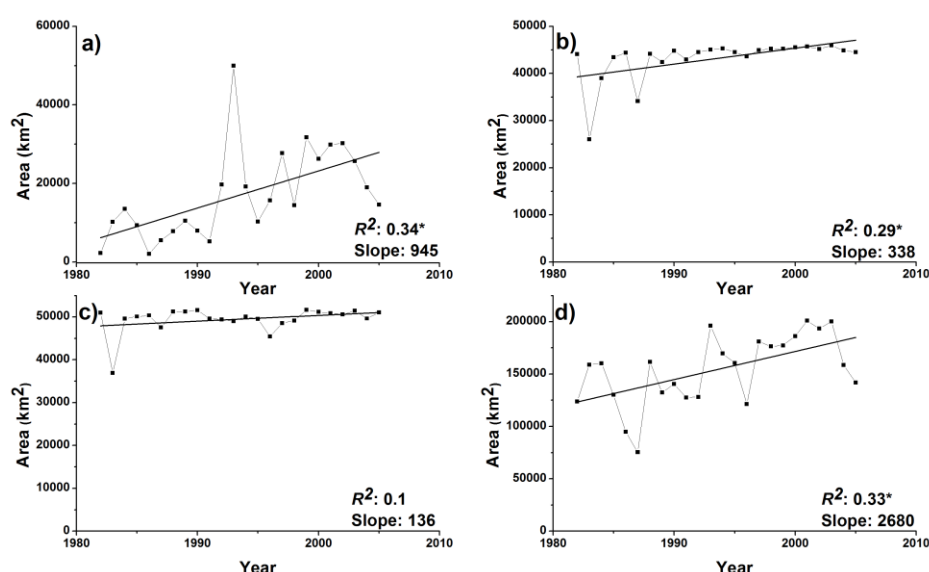 a)
60000
40000
20000
0
Area (km²)
1980
1990
2000
2010
Year
R²: 0.34*
Slope: 945
b)
50000
40000
30000
20000
10000
0
Area (km²)
1980
1990
2000
2010
Year
R²: 0.29*
Slope: 338
c)
50000
40000
30000
20000
10000
0
Area (km²)
1980
1990
2000
2010
Year
R²: 0.1
Slope: 136
d)
200000
150000
100000
50000
0
Area (km²)
1980
1990
2000
2010
Year
R²: 0.33*
Slope: 2680